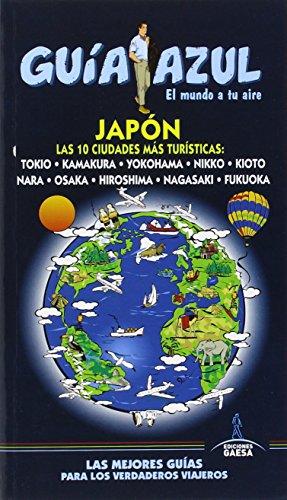 GUÍA AZUL
El mundo a tu aire
JAPÓN
LAS 10 CIUDADES MÁS TURÍSTICAS:
TOKIO • KAMAKURA • YOKOHAMA • NIKKO • KIOTO
NARA • OSAKA • HIROSHIMA • NAGASAKI • FUKUOKA
EDICIONES
GAESA
LAS MEJORES GUÍAS
PARA LOS VERDADEROS VIAJEROS